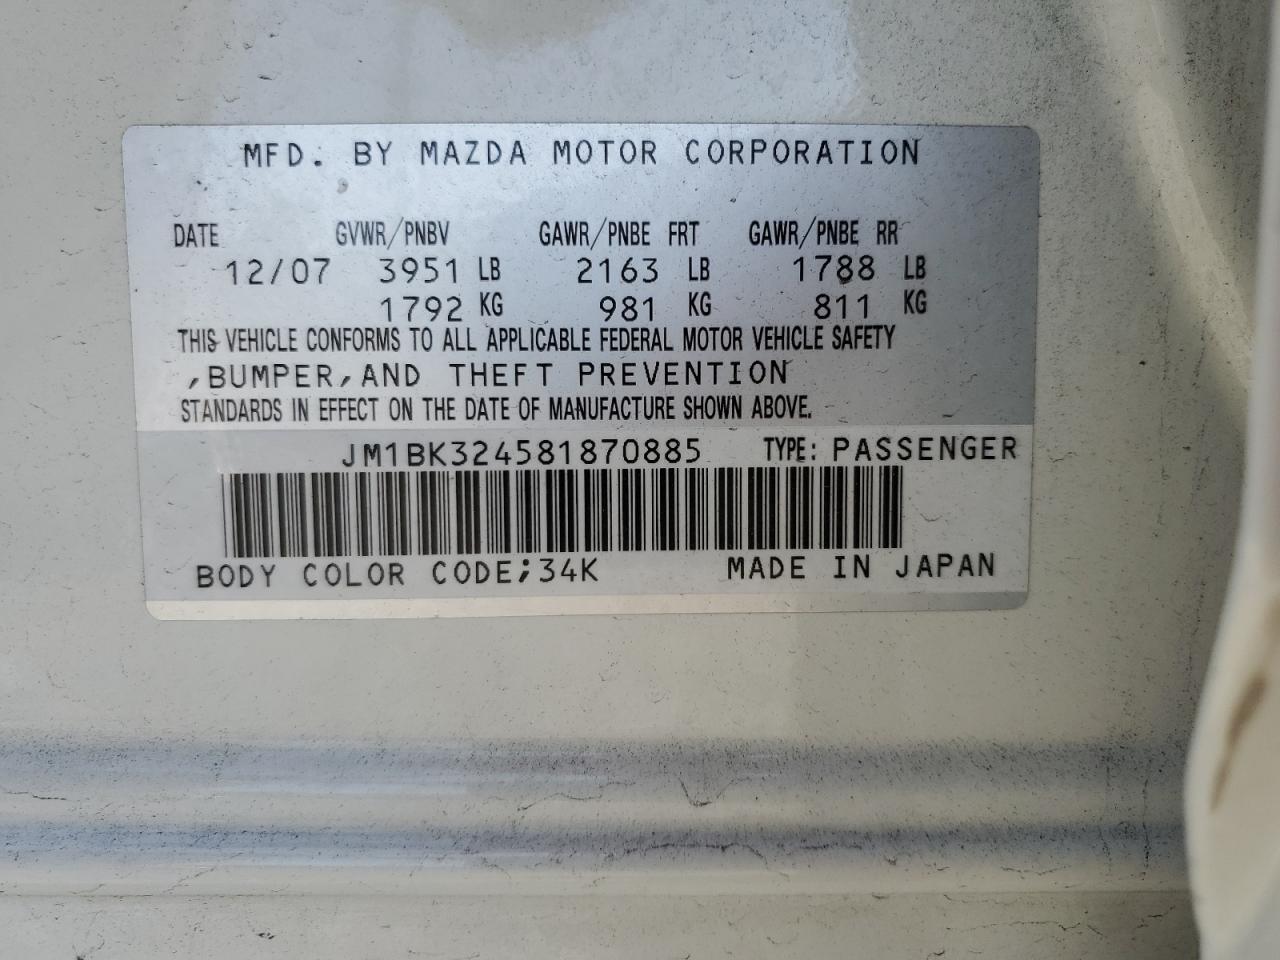 MFD. BY MAZDA MOTOR CORPORATION
DATE GVWR/PNBV GAWR/PNBE FRT GAWR/PNBE RR
12/07 3951 LB 2163 LB 1788 LB
1792 KG 981 KG 811 KG
THIS VEHICLE CONFORMS TO ALL APPLICABLE FEDERAL MOTOR VEHICLE SAFETY
,BUMPER,AND THEFT PREVENTION
STANDARDS IN EFFECT ON THE DATE OF MANUFACTURE SHOWN ABOVE.
JM1BK324581870885 TYPE: PASSENGER
BODY COLOR CODE;34K MADE IN JAPAN